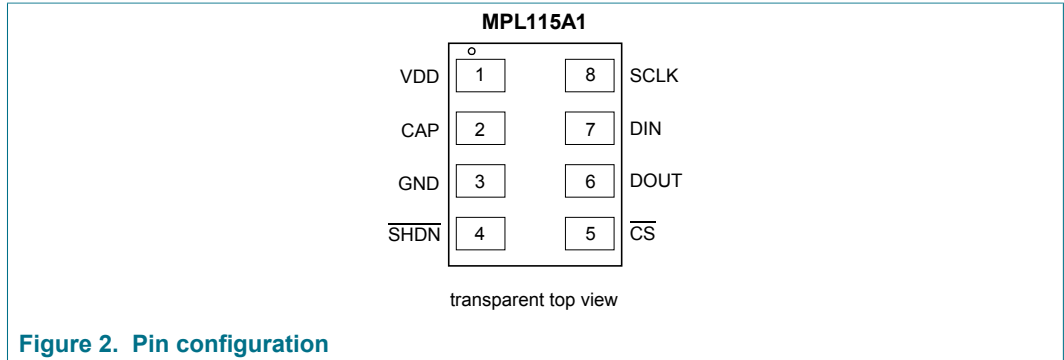 MPL115A1
VDD 1 8 SCLK
CAP 2 7 DIN
GND 3 6 DOUT
SHDN 4 5 CS
transparent top view
Figure 2. Pin configuration